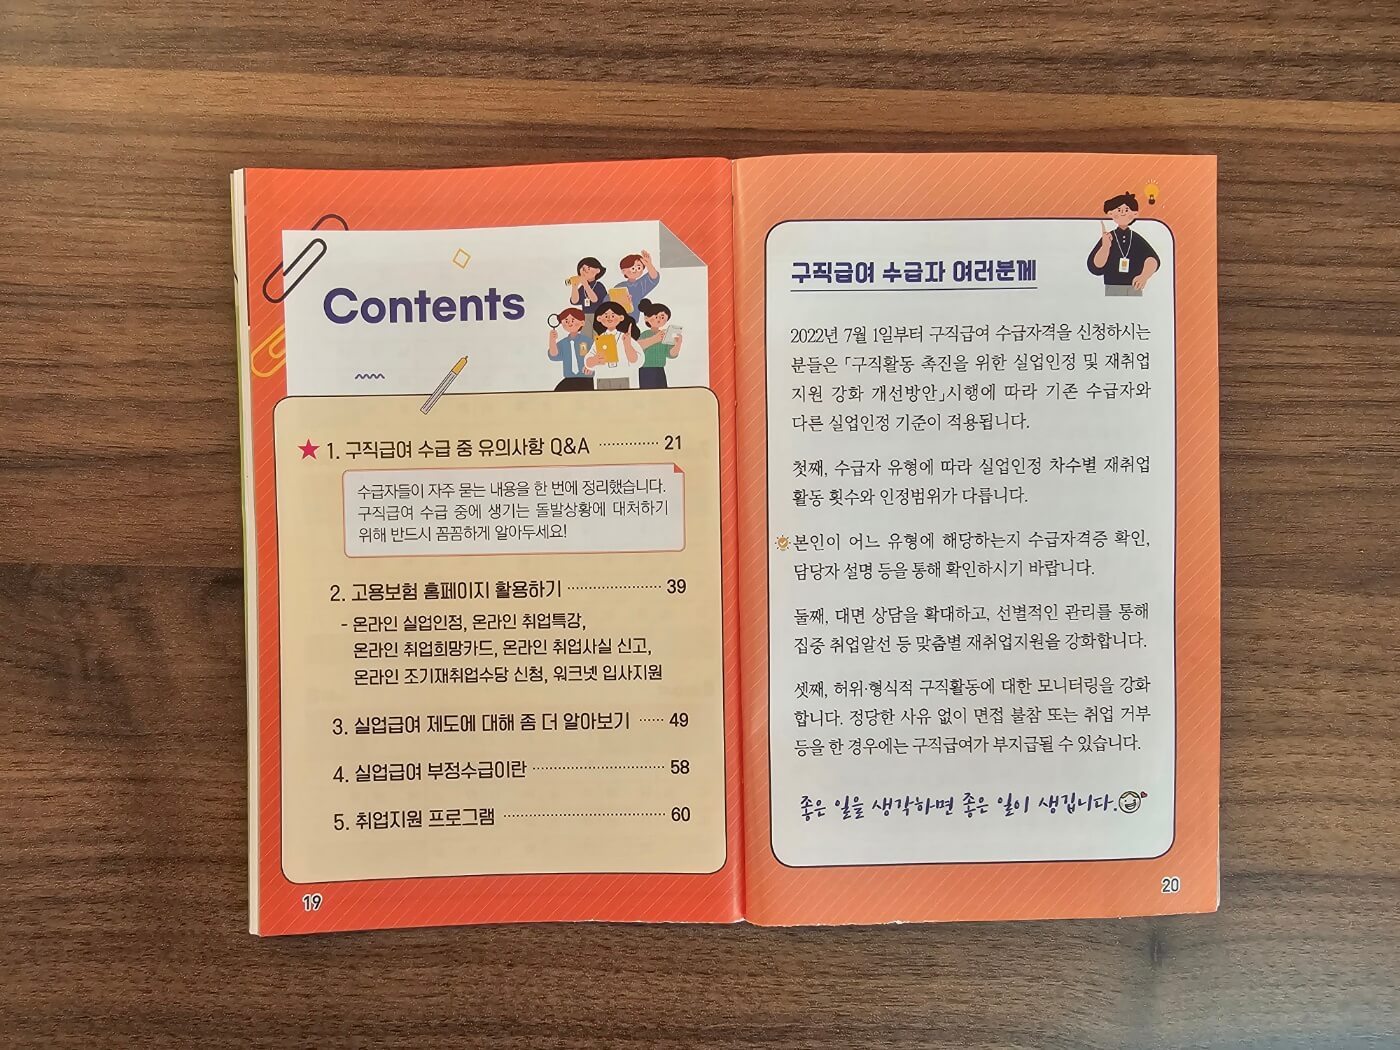 Contents
★ 1. 구직급여 수급 중 유의사항 Q&A ············· 21
수급자들이 자주 묻는 내용을 한 번에 정리했습니다.
구직급여 수급 중에 생기는 돌발상황에 대처하기
위해 반드시 꼼꼼하게 알아두세요!
2. 고용보험 홈페이지 활용하기 ····················· 39
- 온라인 실업인정, 온라인 취업특강,
온라인 취업희망카드, 온라인 취업사실 신고,
온라인 조기재취업수당 신청, 워크넷 입사지원
3. 실업급여 제도에 대해 좀 더 알아보기 ······ 49
4. 실업급여 부정수급이란 ····························· 58
5. 취업지원 프로그램 ···································· 60
19
구직급여 수급자 여러분께
2022년 7월 1일부터 구직급여 수급자격을 신청하시는
분들은 「구직활동 촉진을 위한 실업인정 및 재취업
지원 강화 개선방안」시행에 따라 기존 수급자와
다른 실업인정 기준이 적용됩니다.
첫째, 수급자 유형에 따라 실업인정 차수별 재취업
활동 횟수와 인정범위가 다릅니다.
본인이 어느 유형에 해당하는지 수급자격증 확인,
담당자 설명 등을 통해 확인하시기 바랍니다.
둘째, 대면 상담을 확대하고, 선별적인 관리를 통해
집중 취업알선 등 맞춤별 재취업지원을 강화합니다.
셋째, 허위·형식적 구직활동에 대한 모니터링을 강화
합니다. 정당한 사유 없이 면접 불참 또는 취업 거부
등을 한 경우에는 구직급여가 부지급될 수 있습니다.
좋은 일을 생각하면 좋은 일이 생깁니다.
20